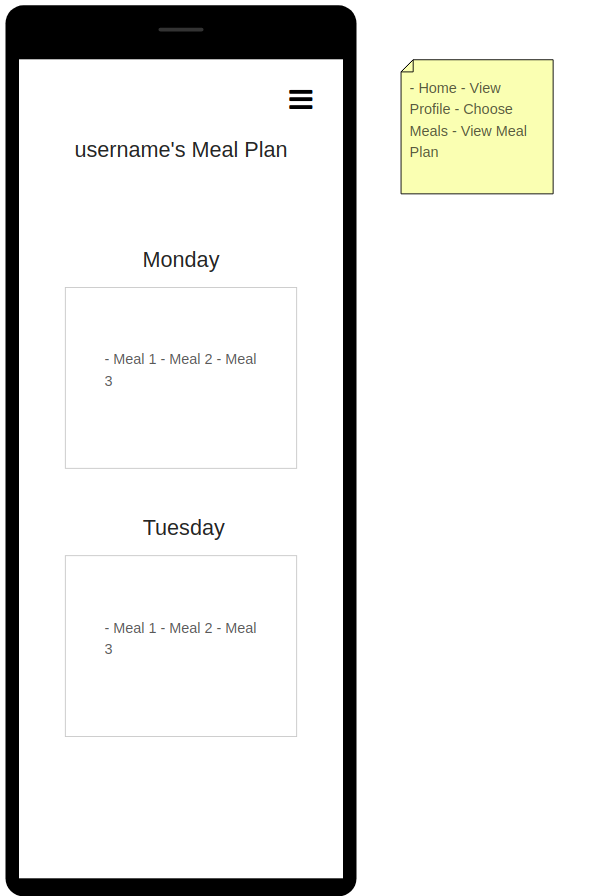 username's Meal Plan
Monday
- Meal 1 - Meal 2 - Meal
3
Tuesday
- Meal 1 - Meal 2 - Meal
3
- Home - View
Profile - Choose
Meals - View Meal
Plan